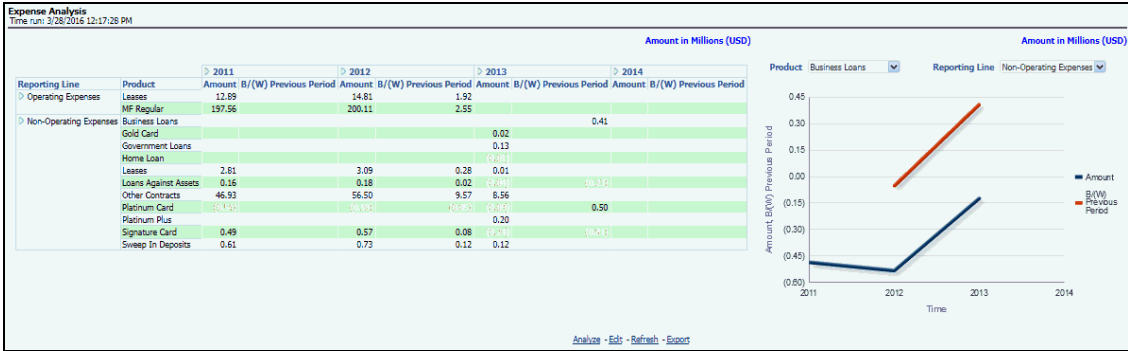 Expense Analysis
Time run: 3/28/2016 12:17:28 PM
Amount in Millions (USD)
2011 2012 2013 2014
Reporting Line Product Amount B/(W) Previous Period Amount B/(W) Previous Period Amount B/(W) Previous Period Amount B/(W) Previous Period
Operating Expenses Leases 12.89 14.81 1.92
MF Regular 197.56 200.11 2.55
Non-Operating Expenses Business Loans 0.41
Gold Card 0.02
Government Loans 0.13
Home Loan
Leases 2.81 3.09 0.28 0.01
Loans Against Assets 0.16 0.18 0.02
Other Contracts 46.93 56.50 9.57 8.56
Platinum Card 0.50
Platinum Plus 0.20
Signature Card 0.49 0.57 0.08
Sweep In Deposits 0.61 0.73 0.12 0.12
Amount in Millions (USD)
Product Business Loans Reporting Line Non-Operating Expenses
Amount, B/(W) Previous Period
0.45
0.30
0.15
0.00
(0.15)
(0.30)
(0.45)
(0.60)
2011 2012 2013 2014
Time
Amount
B/(W)
Previous
Period
Analyze - Edit - Refresh - Export